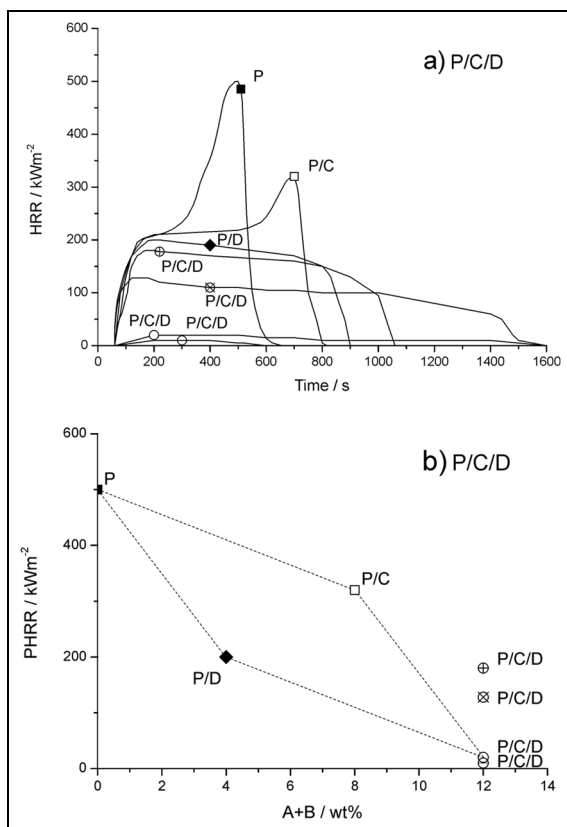 a) P/C/D
600
500
400
300
200
100
0
HRR / kWm-2
P
P/C
P/D
P/C/D
P/C/D
P/C/D
P/C/D
0 200 400 600 800 1000 1200 1400 1600
Time / s
b) P/C/D
600
400
200
0
PHRR / kWm-2
P
P/C
P/D
P/C/D
P/C/D
P/C/D
P/C/D
0 2 4 6 8 10 12 14
A+B / wt%